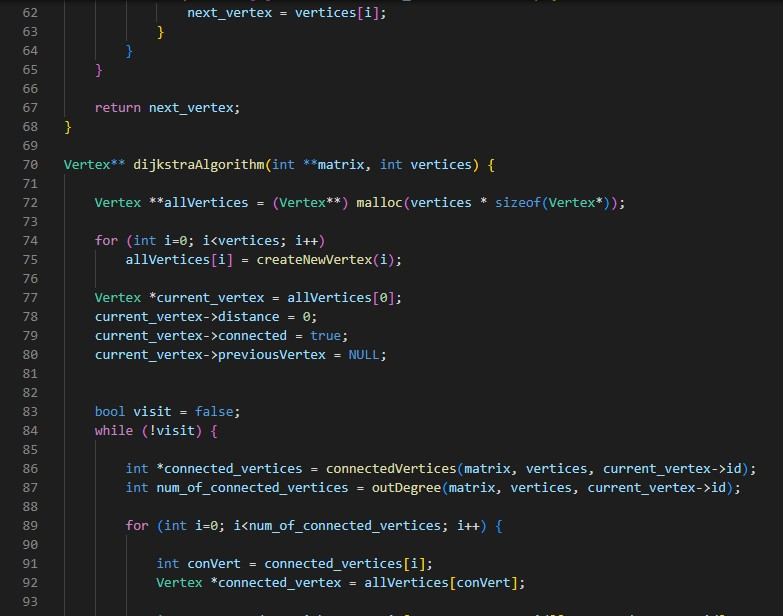 62 next_vertex = vertices[i];
63 }
64 }
65 }
66
67 return next_vertex;
68 }
69
70 Vertex** dijkstraAlgorithm(int **matrix, int vertices) {
71
72 Vertex **allVertices = (Vertex**) malloc(vertices * sizeof(Vertex*));
73
74 for (int i=0; i<vertices; i++)
75 allVertices[i] = createNewVertex(i);
76
77 Vertex *current_vertex = allVertices[0];
78 current_vertex->distance = 0;
79 current_vertex->connected = true;
80 current_vertex->previousVertex = NULL;
81
82
83 bool visit = false;
84 while (!visit) {
85
86 int *connected_vertices = connectedVertices(matrix, vertices, current_vertex->id);
87 int num_of_connected_vertices = outDegree(matrix, vertices, current_vertex->id);
88
89 for (int i=0; i<num_of_connected_vertices; i++) {
90
91 int conVert = connected_vertices[i];
92 Vertex *connected_vertex = allVertices[conVert];
93